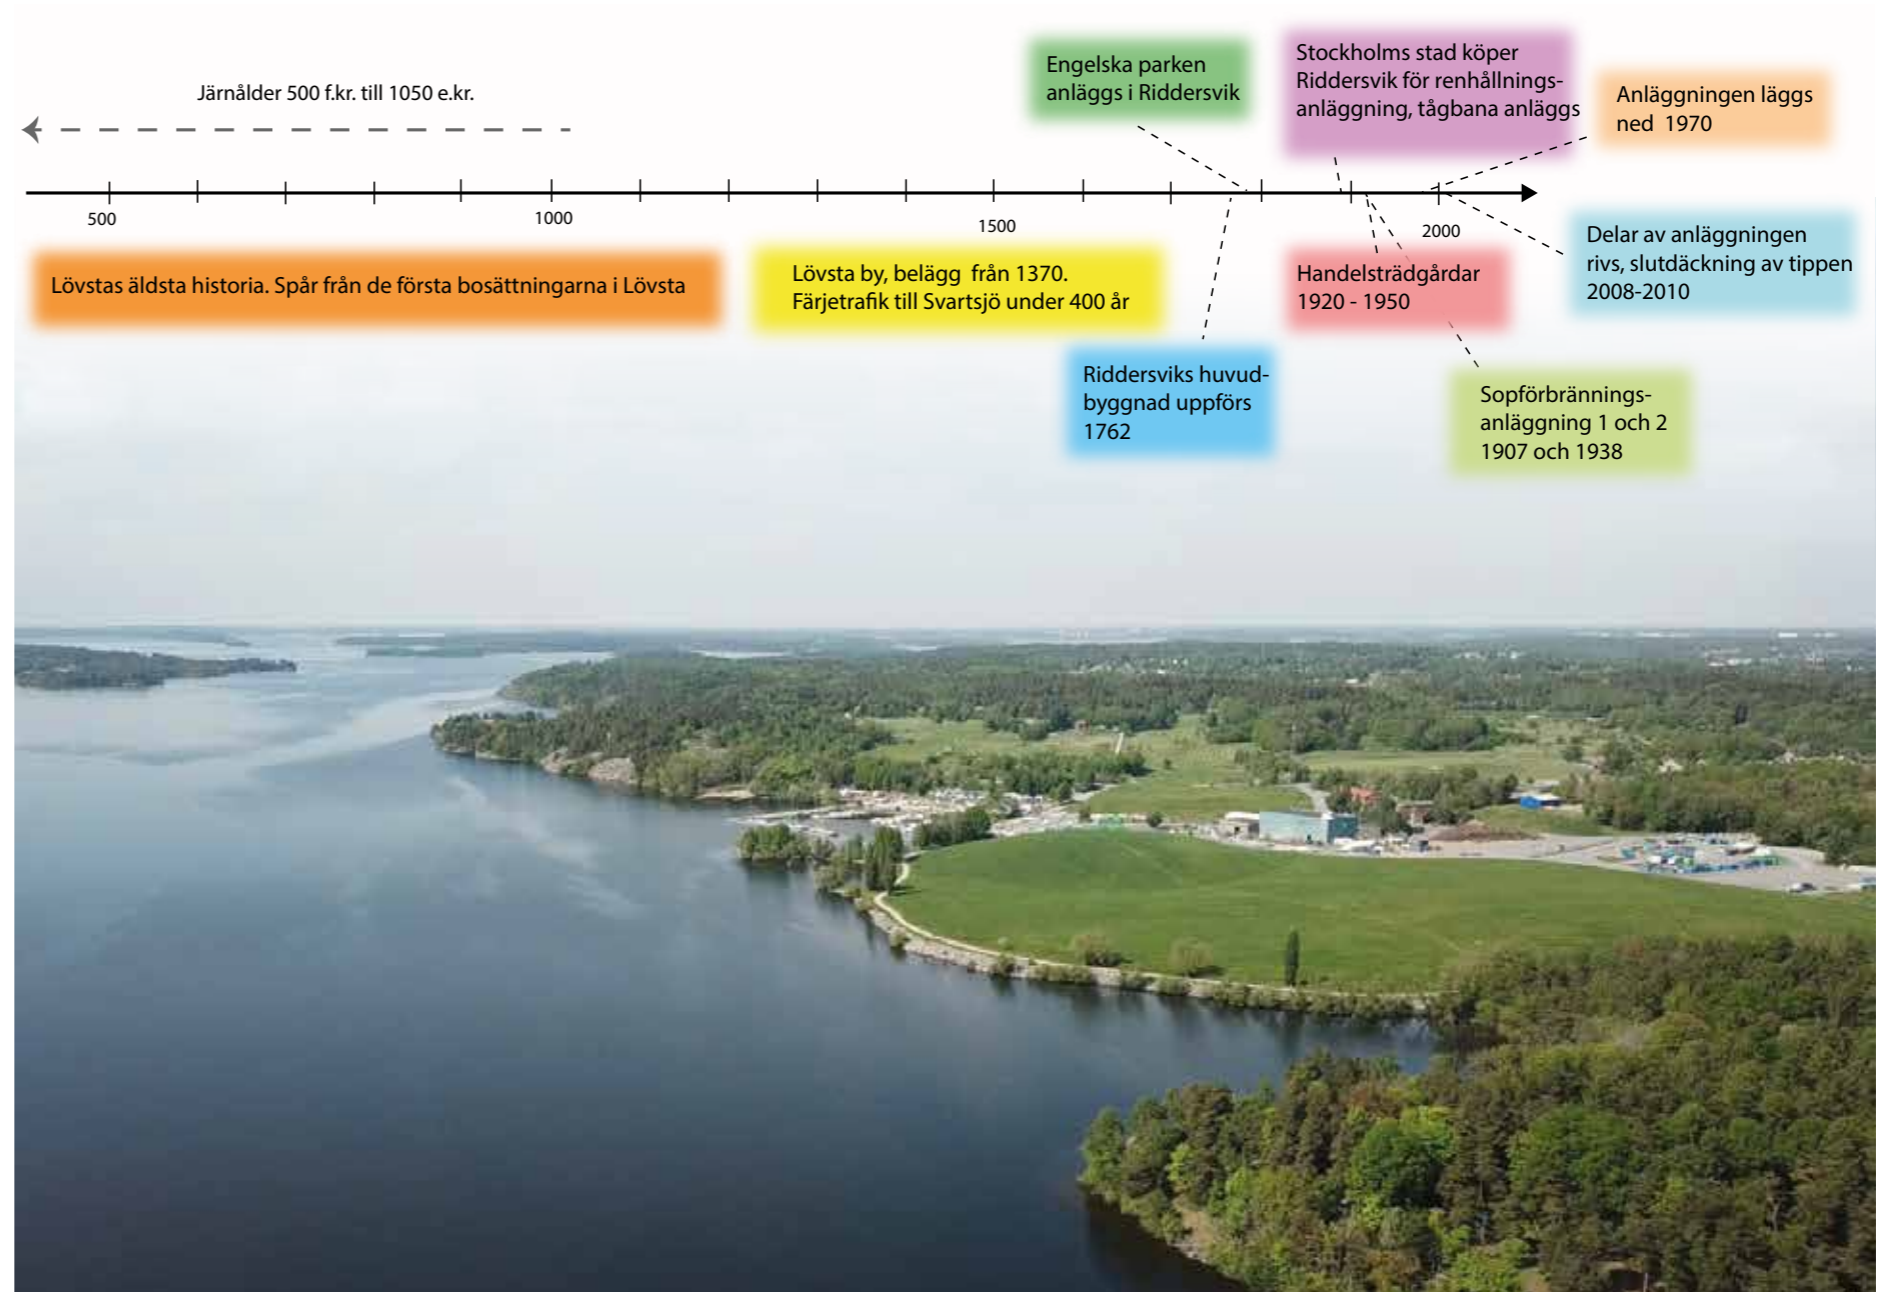 Järnålder 500 f.kr. till 1050 e.kr.
Engelska parken
anläggs i Riddersvik
Stockholms stad köper
Riddersvik för renhållnings-
anläggning, tågbana anläggs
Anläggningen läggs
ned 1970
500
1000
1500
2000
Lövstas äldsta historia. Spår från de första bosättningarna i Lövsta
Lövsta by, belägg från 1370.
Färjetrafik till Svartsjö under 400 år
Handelsträdgårdar
1920 - 1950
Delar av anläggningen
rivs, slutdäckning av tippen
2008-2010
Riddersviks huvud-
byggnad uppförs
1762
Sopförbrännings-
anläggning 1 och 2
1907 och 1938